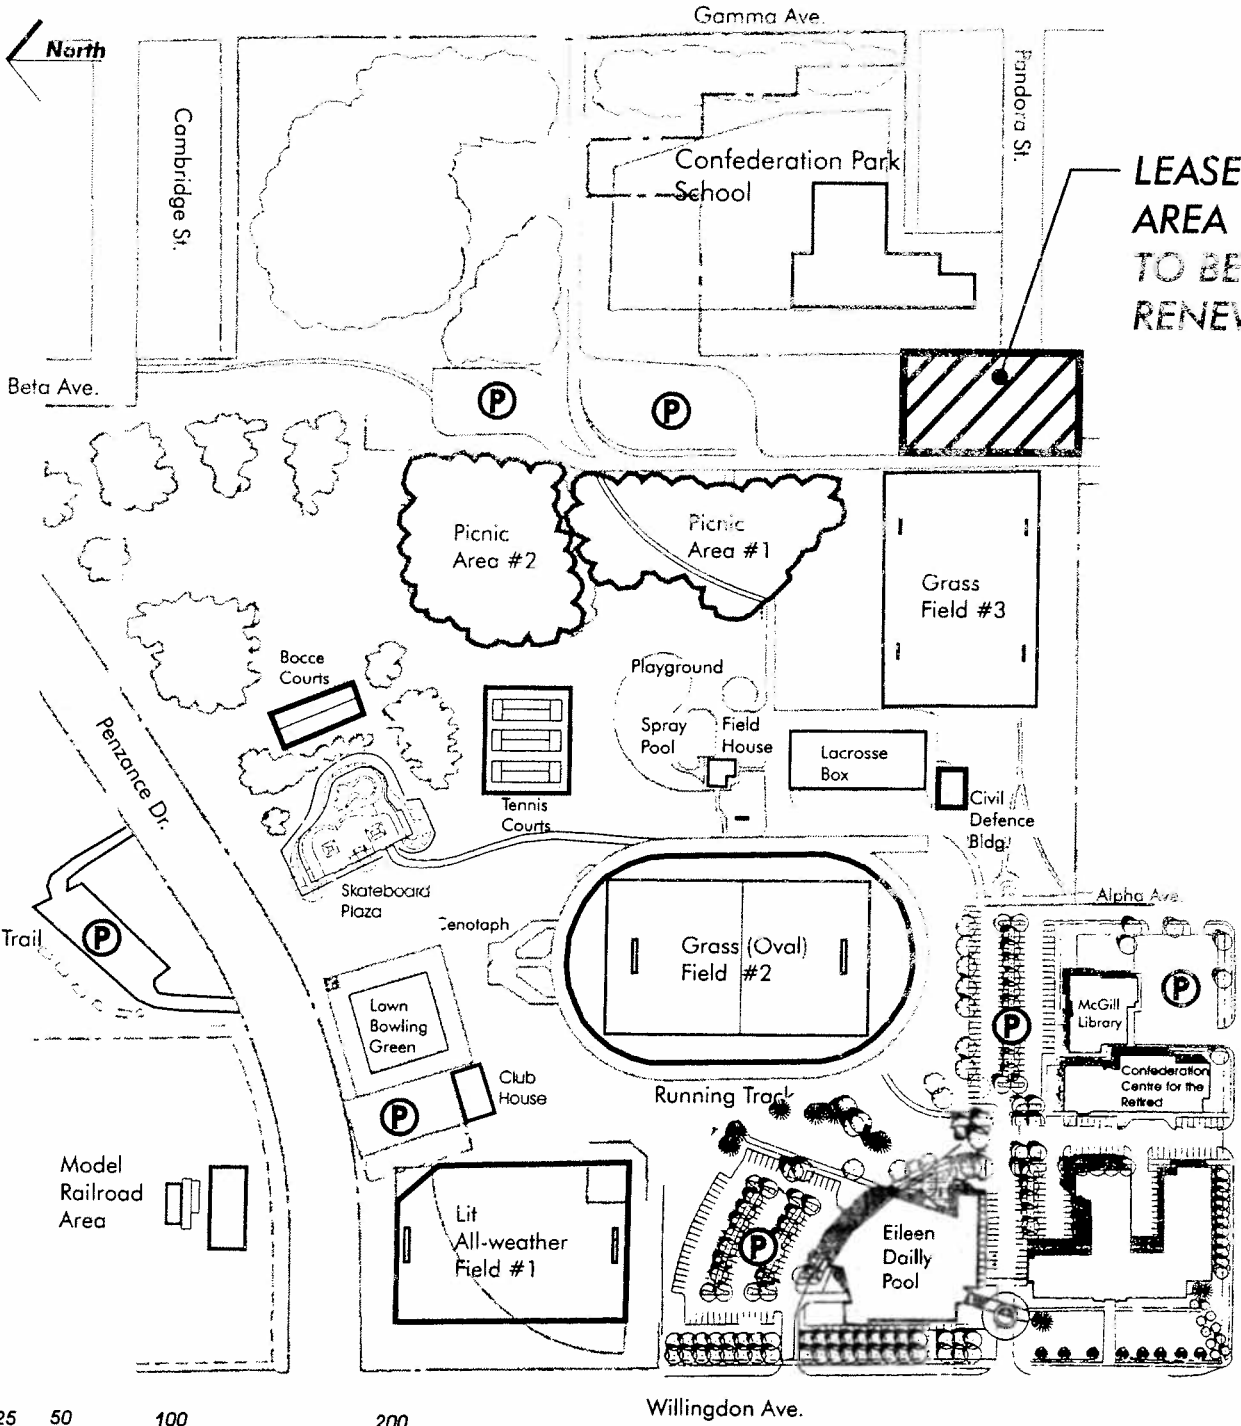 Gamma Ave.
North
Cambridge St.
Pandora St.
Confederation Park
School
LEASE
AREA
TO BE
Beta Ave.
P
P
Picnic
Area #2
Picnic
Area #1
Grass
Field #3
Bocce
Courts
Playground
Spray
Pool
Field
House
Lacrosse
Box
Penzance Dr.
Tennis
Courts
Civil
Defence
Bldg.
Skateboard
Plaza
Alpha Ave.
Trail
P
Cenotaph
Grass (Oval)
Field #2
P
McGill
Library
P
Lawn
Bowling
Green
Confederation
Centre for the
Retired
Club
House
P
Running Track
Model
Railroad
Area
Lit
All-weather
Field #1
P
Eileen
Dailly
Pool
25 50 100 200
Willingdon Ave.